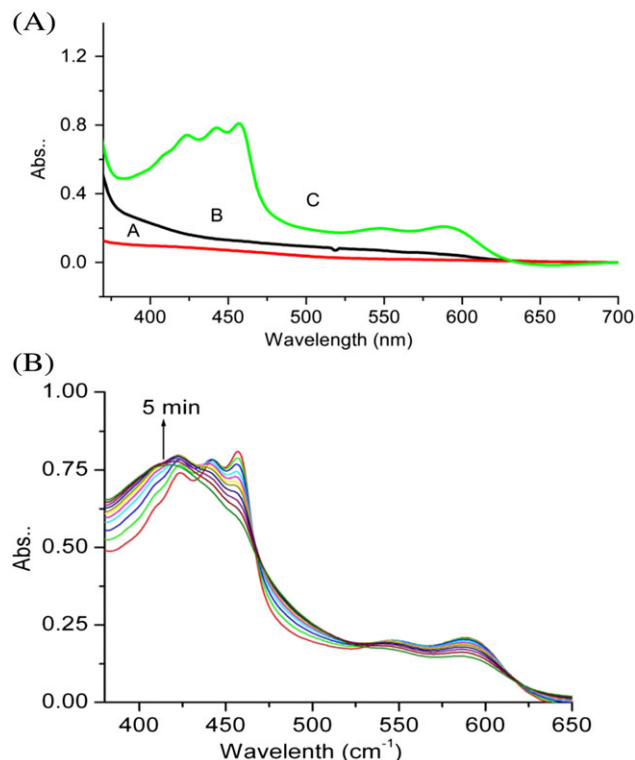 (A)
1.2
0.8
0.4
0.0
Abs..
A
B
C
400 450 500 550 600 650 700
Wavelength (nm)
(B)
1.00
0.75
0.50
0.25
0.00
Abs..
5 min
400 450 500 550 600 650
Wavelenth (cm-1)